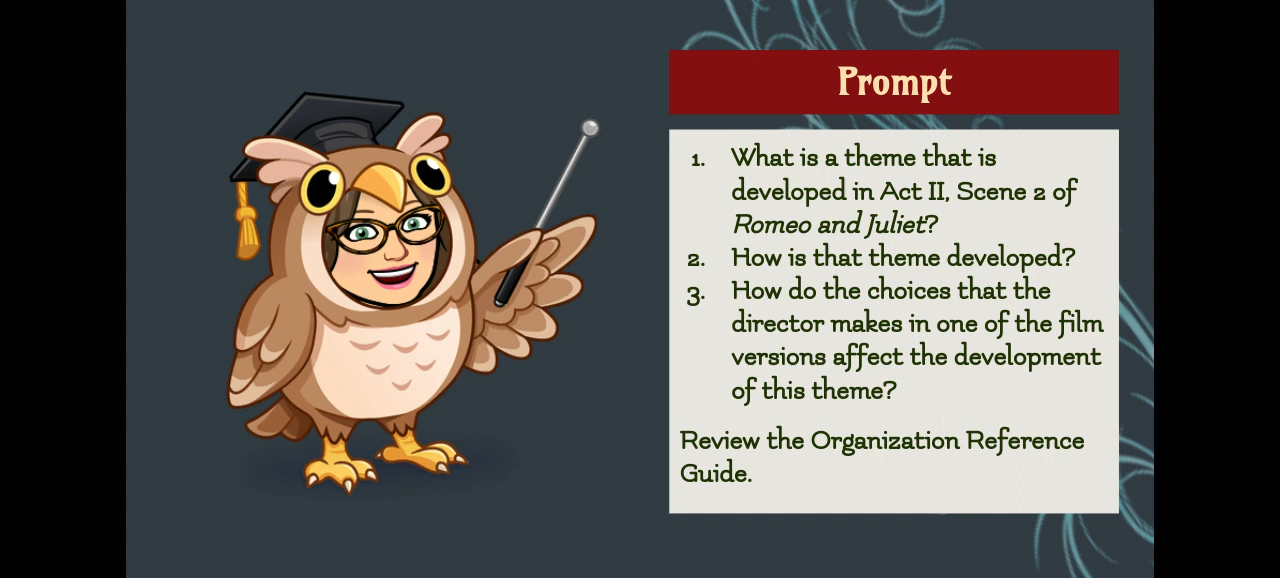 Prompt
1. What is a theme that is
developed in Act II, Scene 2 of
Romeo and Juliet?
2. How is that theme developed?
3. How do the choices that the
director makes in one of the film
versions affect the development
of this theme?
Review the Organization Reference
Guide.